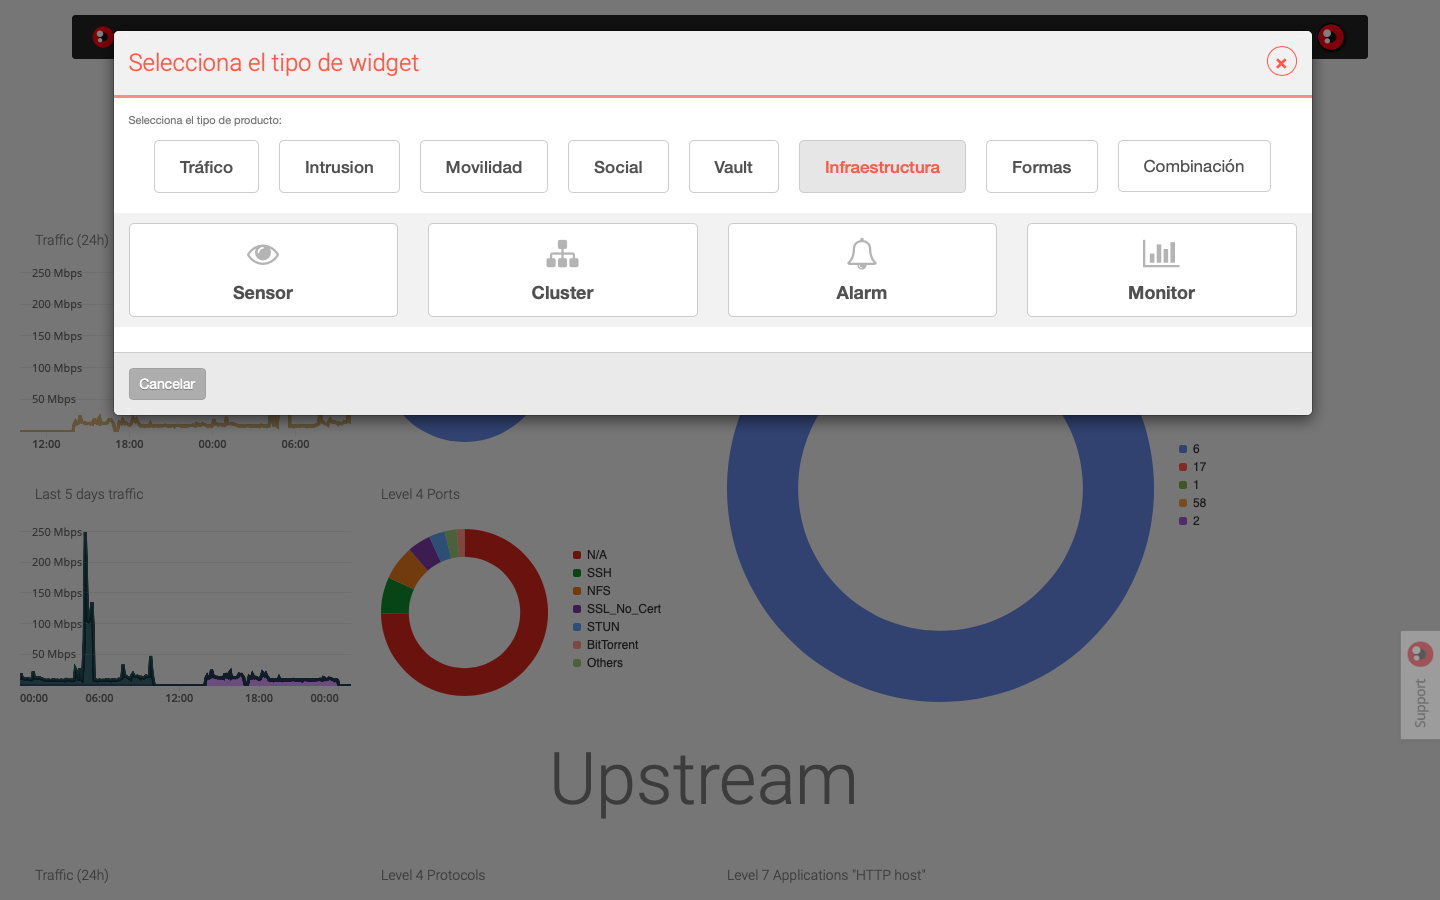 Selecciona el tipo de widget
Selecciona el tipo de producto:
Tráfico
Intrusion
Movilidad
Social
Vault
Infraestructura
Formas
Combinación
Sensor
Cluster
Alarm
Monitor
Cancelar
Traffic (24h)
250 Mbps
200 Mbps
150 Mbps
100 Mbps
50 Mbps
12:00 18:00 00:00 06:00
6
17
1
58
2
Last 5 days traffic
250 Mbps
200 Mbps
150 Mbps
100 Mbps
50 Mbps
00:00 06:00 12:00 18:00 00:00
Level 4 Ports
N/A
SSH
NFS
SSL_No_Cert
STUN
BitTorrent
Others
Support
Upstream
Traffic (24h)
Level 4 Protocols
Level 7 Applications "HTTP host"